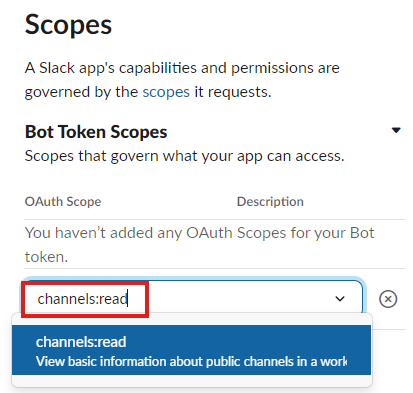 Scopes
A Slack app's capabilities and permissions are
governed by the scopes it requests.
Bot Token Scopes
Scopes that govern what your app can access.
OAuth Scope Description
You haven’t added any OAuth Scopes for your Bot
token.
channels:read
channels:read
View basic information about public channels in a work